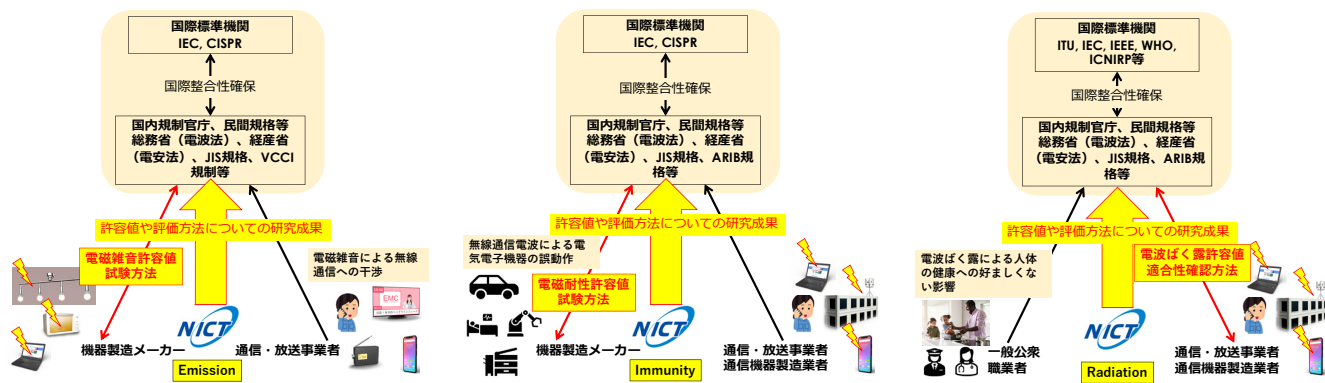 国際標準機関
IEC, CISPR
国際整合性確保
国内規制官庁、民間規格等
総務省（電波法）、経産省
（電安法）、JIS規格、VCCI
規制等
許容値や評価方法についての研究成果
電磁雑音許容値
試験方法
電磁雑音による無線
通信への干渉
EMC
NICT
機器製造メーカー
通信・放送事業者
Emission
国際標準機関
IEC, CISPR
国際整合性確保
国内規制官庁、民間規格等
総務省（電波法）、経産省
（電安法）、JIS規格、ARIB規
格等
許容値や評価方法についての研究成果
無線通信電波による電
気電子機器の誤動作
電磁耐性許容値
試験方法
NICT
機器製造メーカー
通信・放送事業者
通信機器製造業者
Immunity
国際標準機関
ITU, IEC, IEEE, WHO,
ICNIRP等
国際整合性確保
国内規制官庁、民間規格等
総務省（電波法）、経産省
（電安法）、JIS規格、ARIB規
格等
許容値や評価方法についての研究成果
電波ばく露による人体
の健康への好ましくな
い影響
電波ばく露許容値
適合性確認方法
NICT
一般公衆
職業者
通信・放送事業者
通信機器製造業者
Radiation